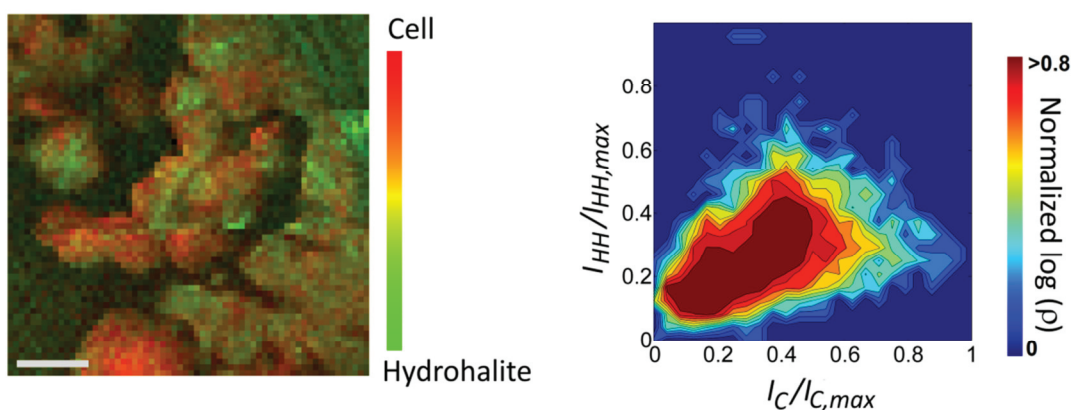 Cell
Hydrohalite
I_HH/I_HH,max
0.8
0.6
0.4
0.2
0
0 0.2 0.4 0.6 0.8 1
I_C/I_C,max
>0.8
Normalized log (ρ)
0